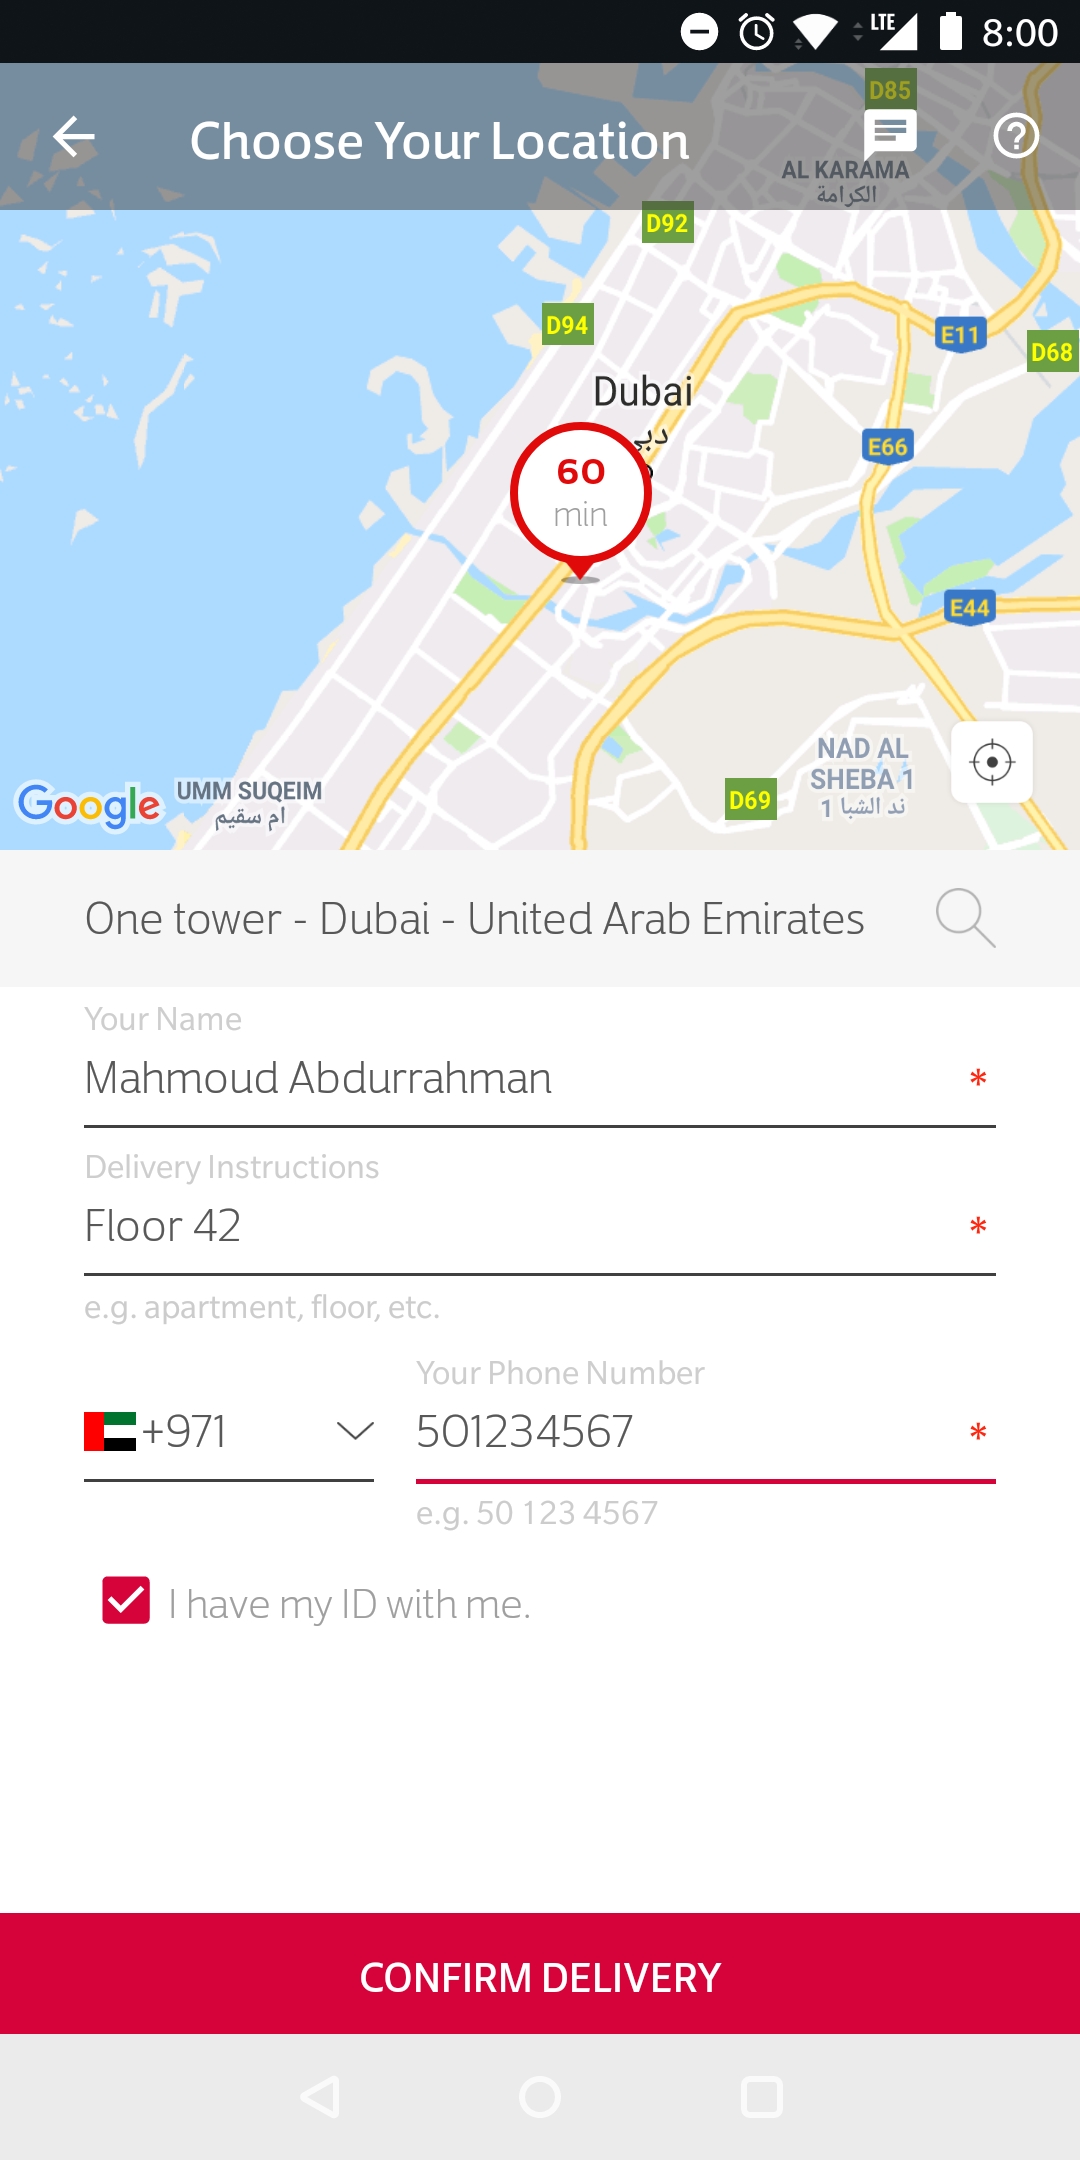 LTE 8:00
Choose Your Location
D85
AL KARAMA
الكرامة
D92
D94
E11
D68
Dubai
دبي
E66
60
min
E44
NAD AL
SHEBA 1
ند الشبا 1
D69
Google
UMM SUQEIM
ام سقيم
One tower - Dubai - United Arab Emirates
Your Name
Mahmoud Abdurrahman *
Delivery Instructions
Floor 42 *
e.g. apartment, floor, etc.
Your Phone Number
+971 501234567 *
e.g. 50 123 4567
I have my ID with me.
CONFIRM DELIVERY